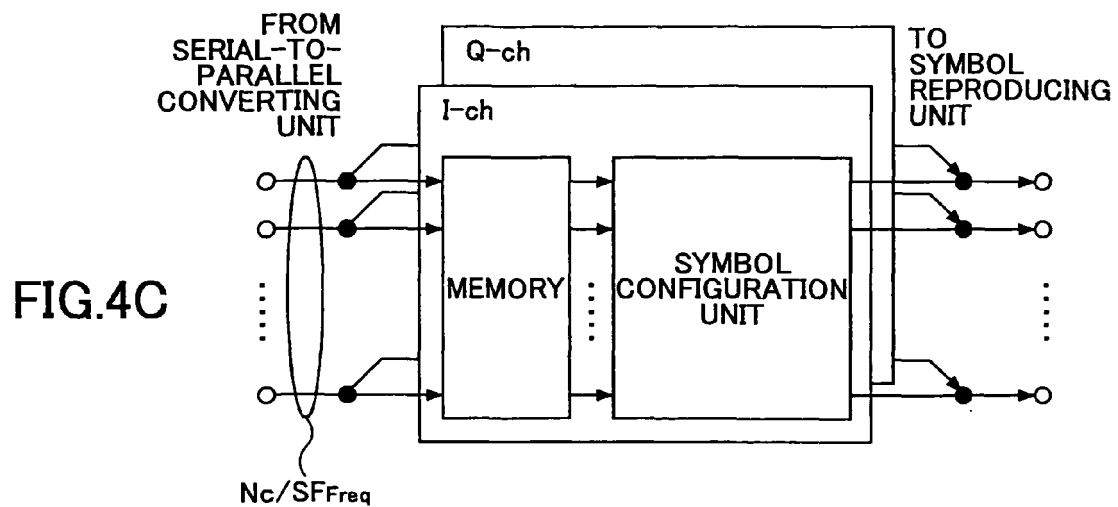 FROM
SERIAL-TO-
PARALLEL
CONVERTING
UNIT
Q-ch
TO
SYMBOL
REPRODUCING
UNIT
I-ch
MEMORY
SYMBOL
CONFIGURATION
UNIT
FIG.4C
Nc/SFFreq